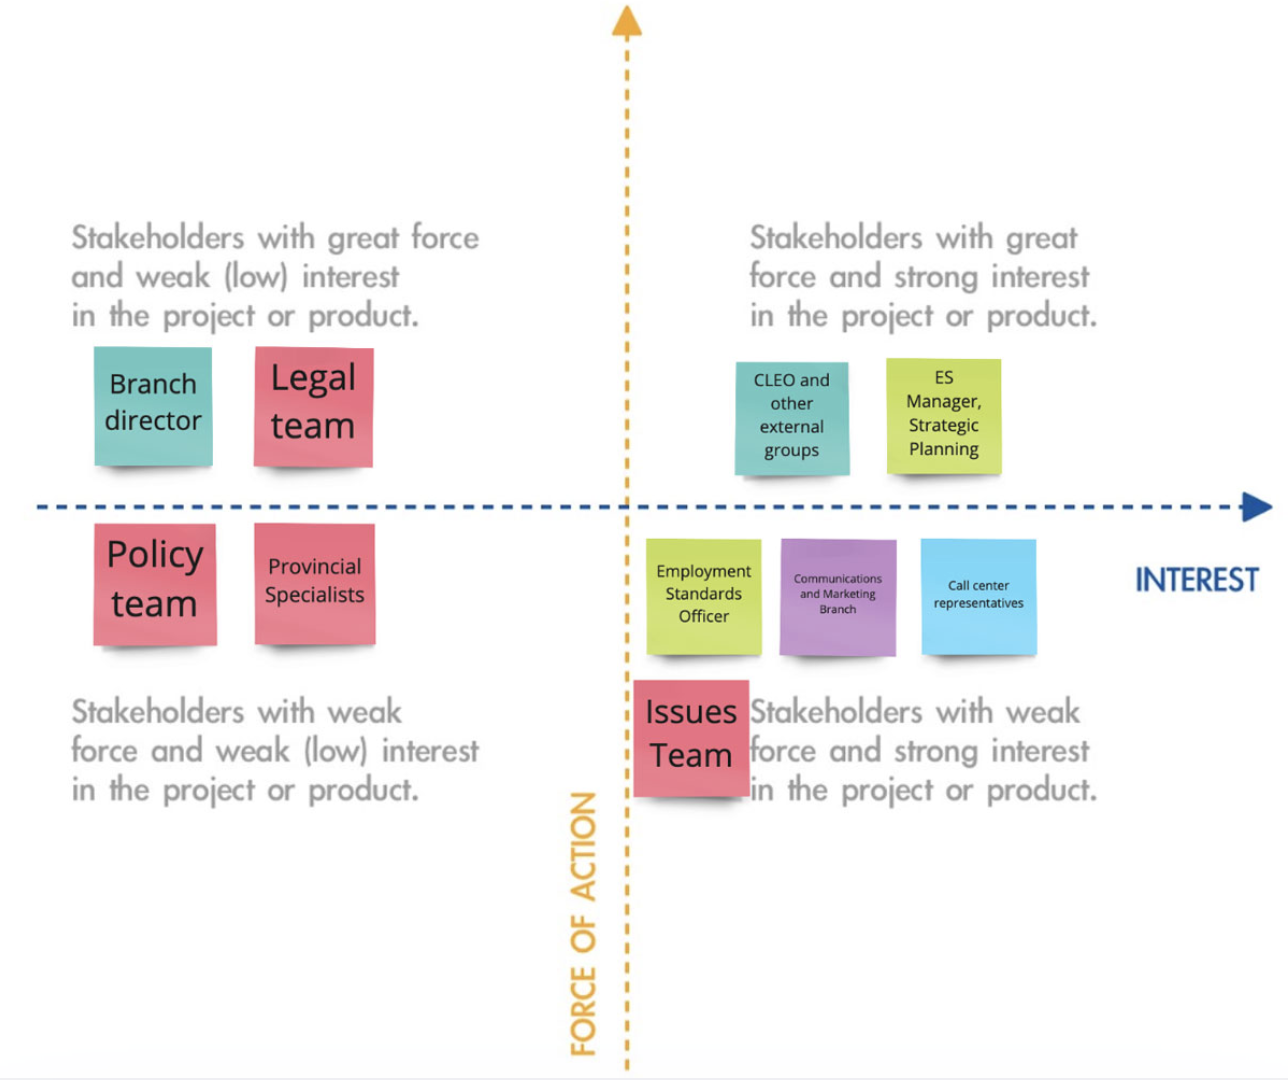 Stakeholders with great force
and weak (low) interest
in the project or product.
Stakeholders with great
force and strong interest
in the project or product.
Branch
director
Legal
team
CLEO and
other
external
groups
ES
Manager,
Strategic
Planning
INTEREST
Policy
team
Provincial
Specialists
Employment
Standards
Officer
Communications
and Marketing
Branch
Call center
representatives
Issues
Team
Stakeholders with weak
force and weak (low) interest
in the project or product.
Stakeholders with weak
force and strong interest
in the project or product.
FORCE OF ACTION